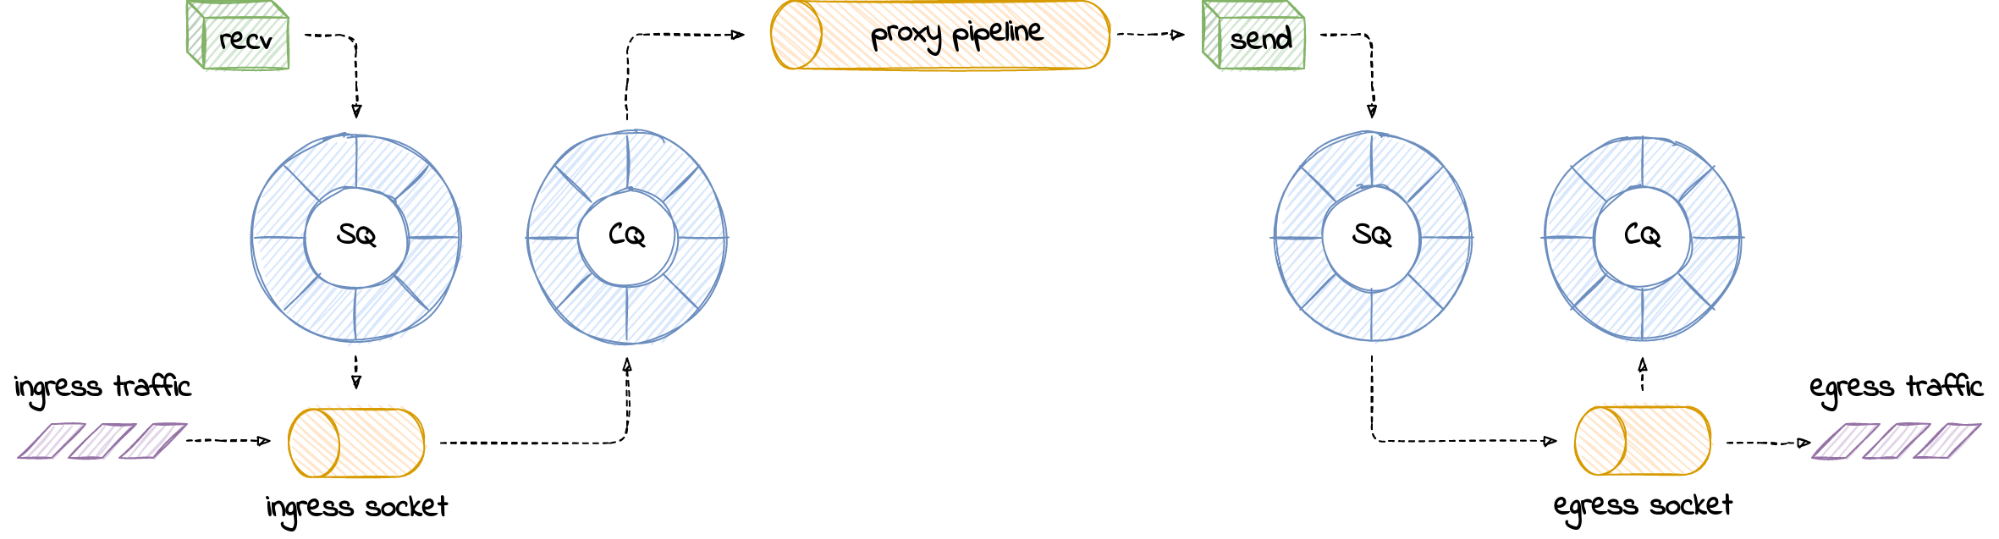 recv
proxy pipeline
send
SQ
CQ
SQ
CQ
ingress traffic
egress traffic
ingress socket
egress socket